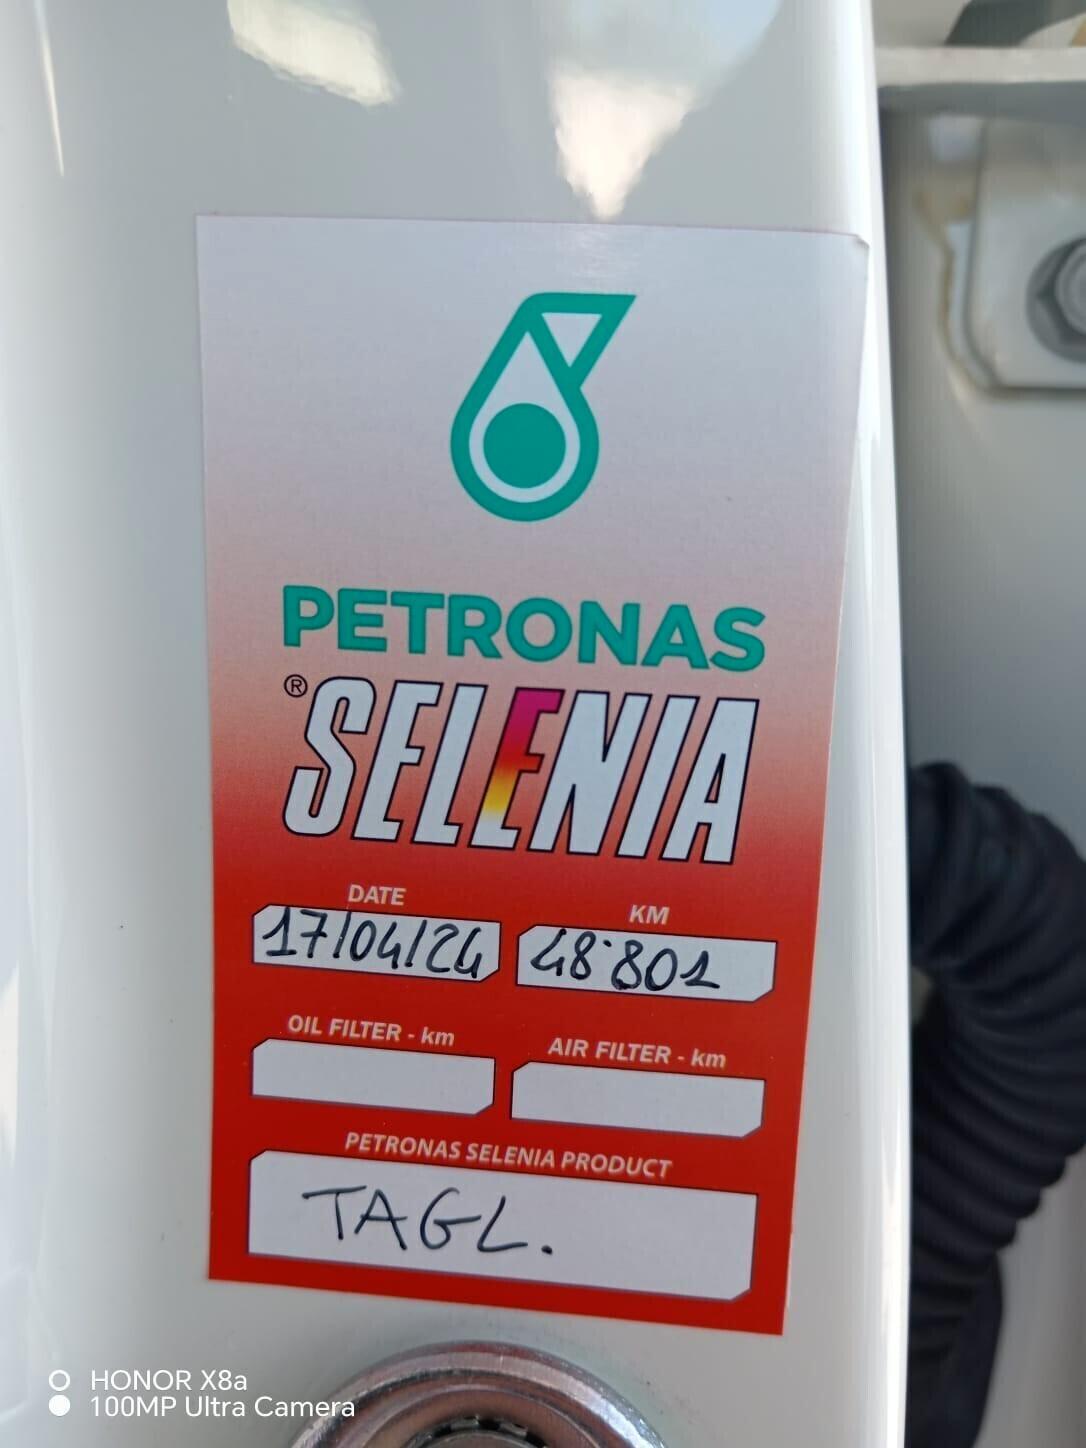 PETRONAS
®SELENIA
DATE
KM
17/04/24
48·801
OIL FILTER - km
AIR FILTER - km
PETRONAS SELENIA PRODUCT
TAGL.
HONOR X8a
100MP Ultra Camera